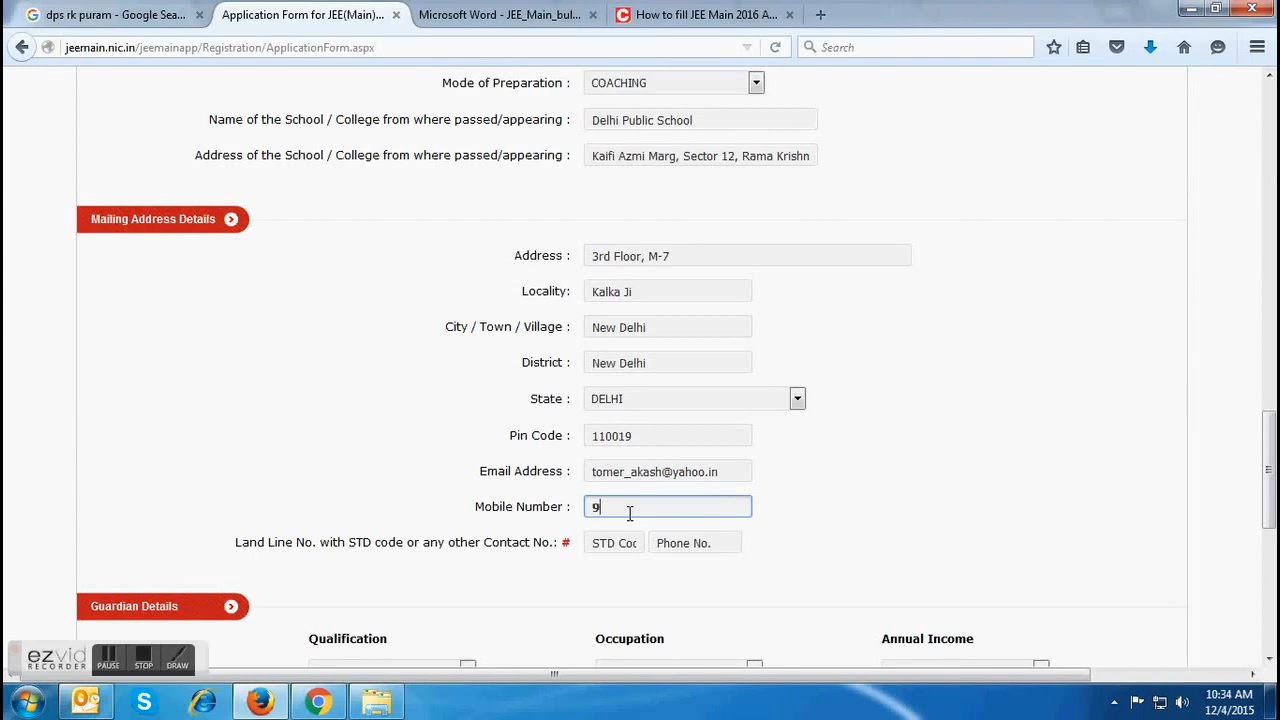 dps rk puram - Google Sea...
Application Form for JEE(Main)...
Microsoft Word - JEE_Main_bul...
How to fill JEE Main 2016 A...
jeemain.nic.in/jeemainapp/Registration/ApplicationForm.aspx
Search
Mode of Preparation : COACHING
Name of the School / College from where passed/appearing : Delhi Public School
Address of the School / College from where passed/appearing : Kaifi Azmi Marg, Sector 12, Rama Krishn
Mailing Address Details
Address : 3rd Floor, M-7
Locality: Kalka Ji
City / Town / Village : New Delhi
District : New Delhi
State : DELHI
Pin Code : 110019
Email Address : tomer_akash@yahoo.in
Mobile Number : 9
Land Line No. with STD code or any other Contact No.: # STD Coc Phone No.
Guardian Details
Qualification Occupation Annual Income
ezvid
RECORDER
PAUSE STOP DRAW
10:34 AM
12/4/2015